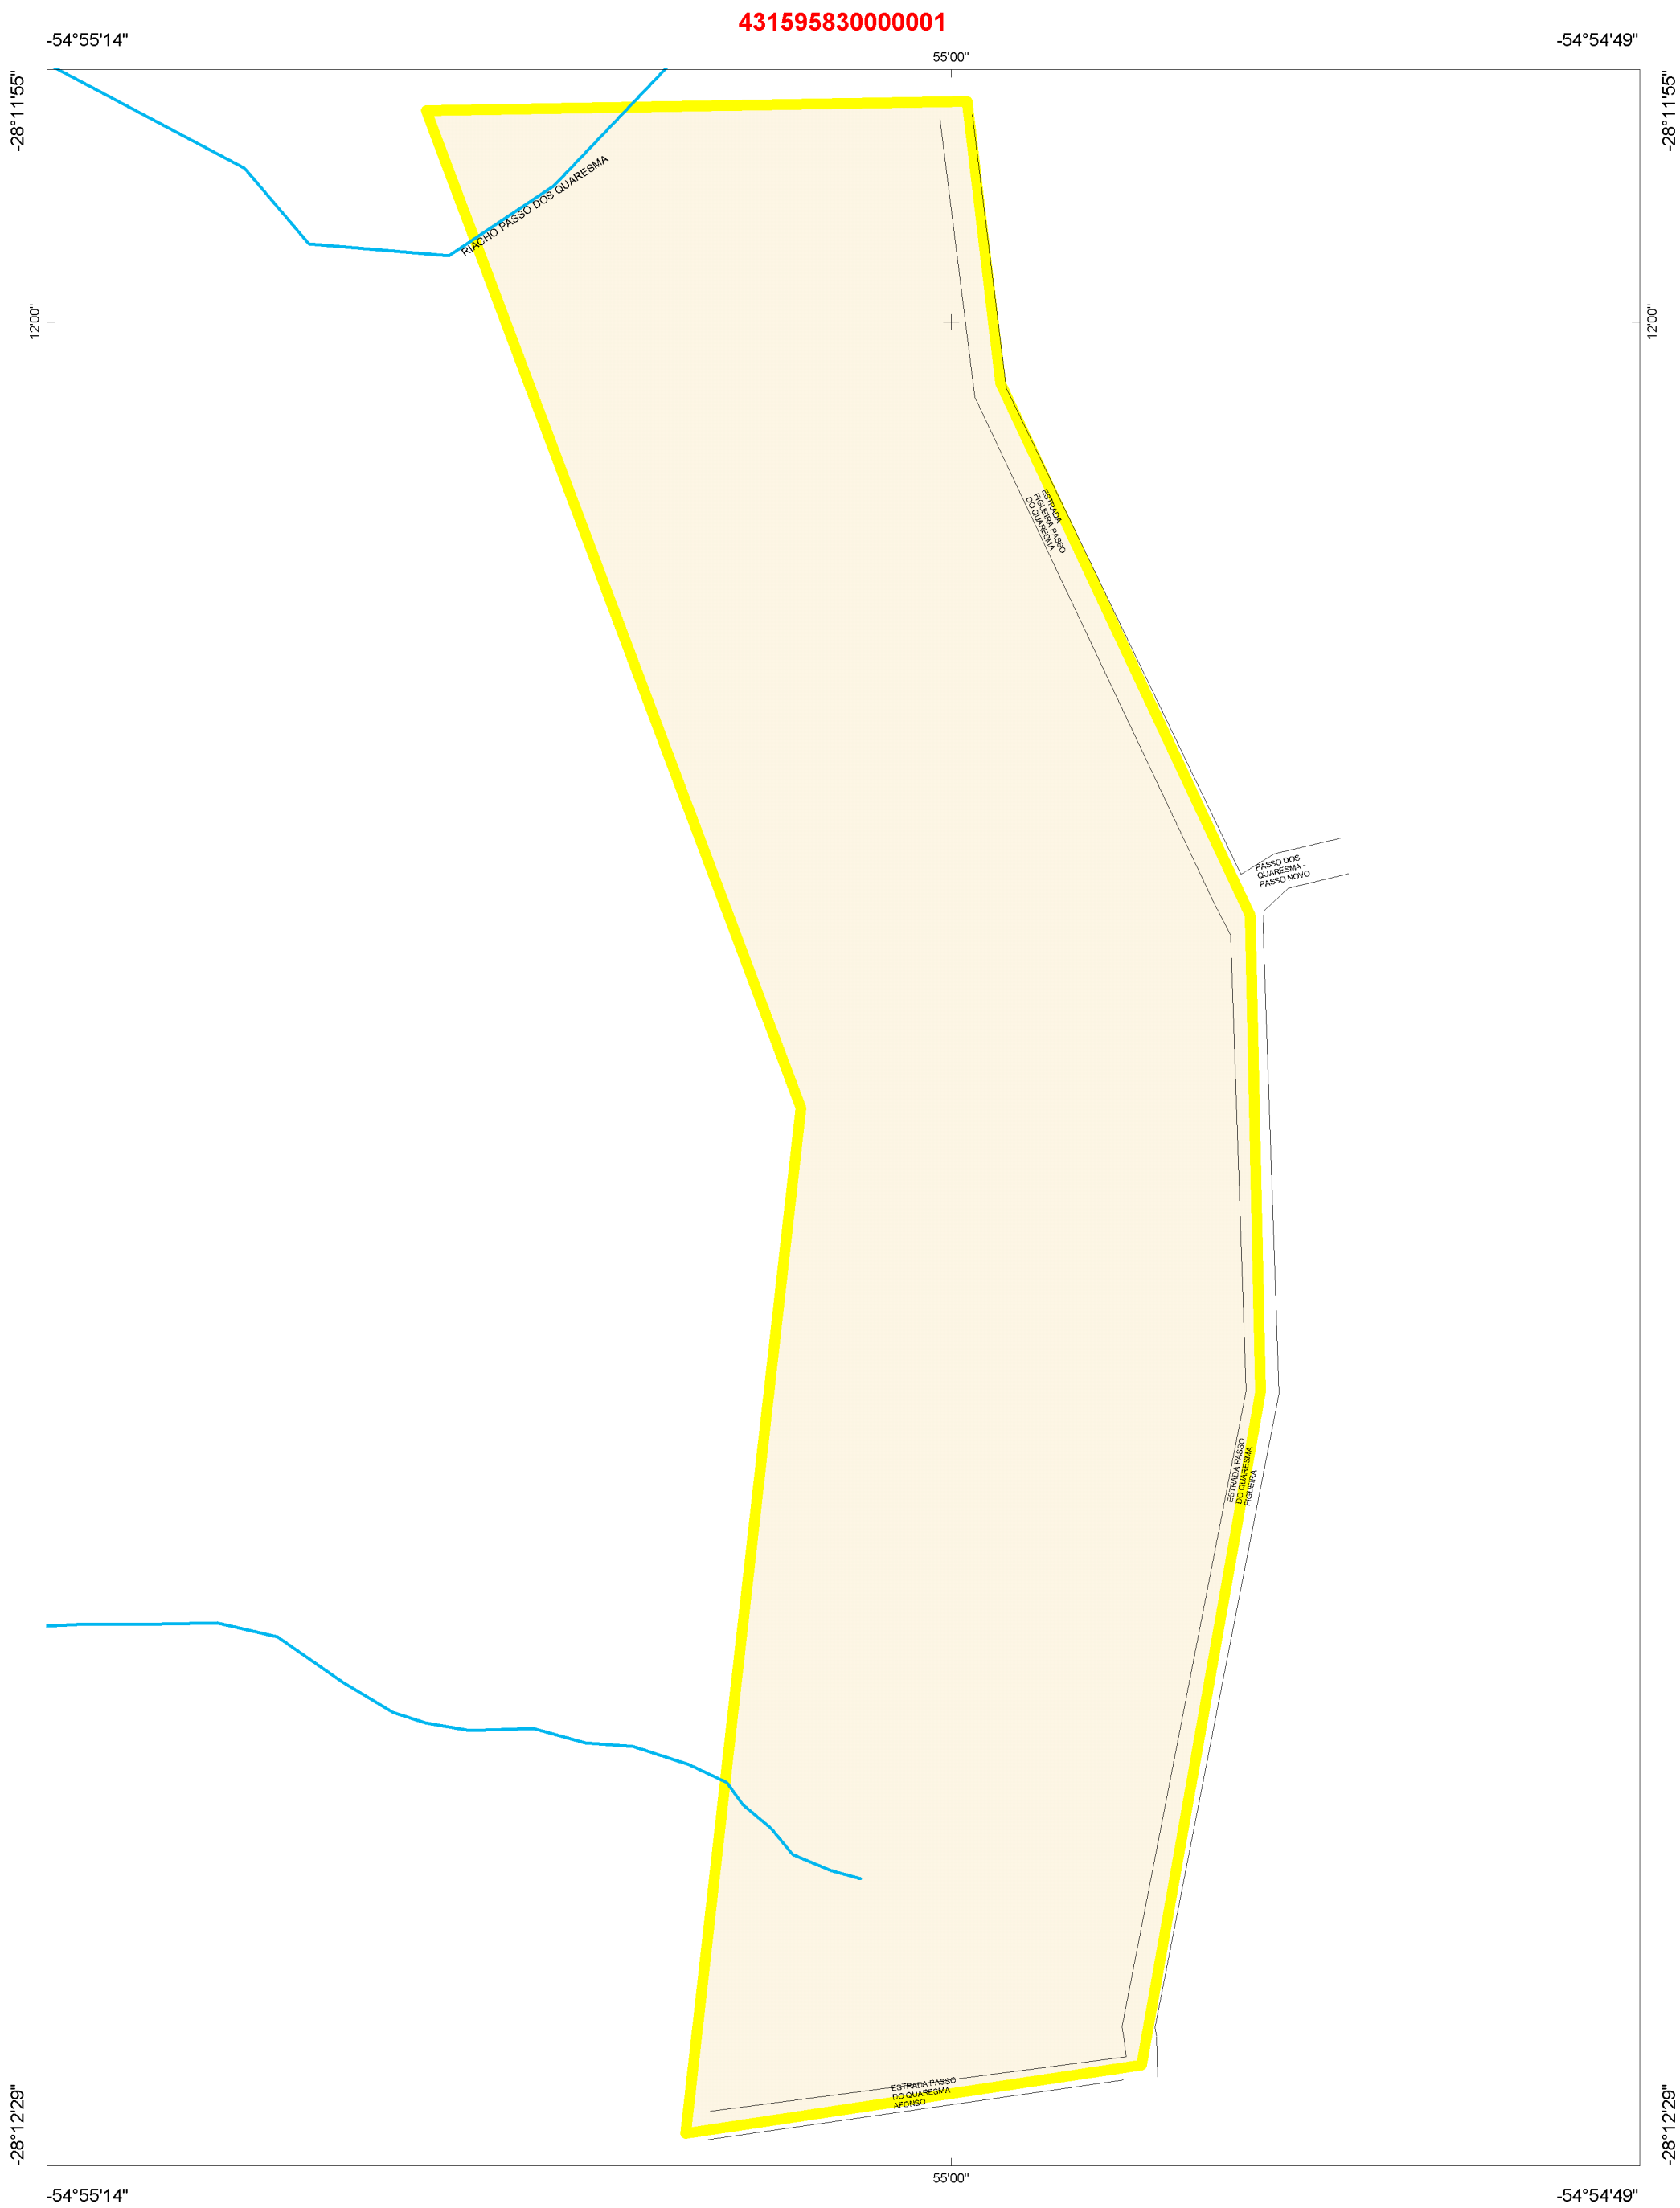 431595830000001
-54°55'14"
55'00"
-54°54'49"
-28°11'55"
-28°11'55"
RIACHO PASSO DOS QUARESMA
12'00"
12'00"
ESTRADA
FIGUEIRA PASSO
DO QUARESMA
PASSO DOS
QUARESMA -
PASSO NOVO
ESTRADA PASSO
DO QUARESMA
FIGUEIRA
ESTRADA PASSO
DO QUARESMA
AFONSO
-28°12'29"
-28°12'29"
-54°55'14"
55'00"
-54°54'49"